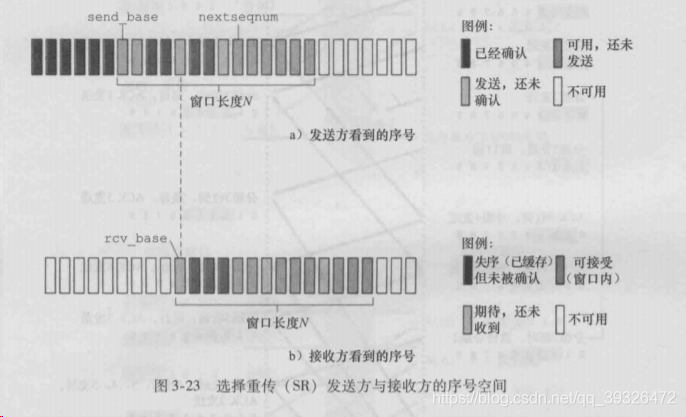 send_base nextseqnum
窗口长度N
a)发送方看到的序号
图例:
已经确认
可用,还未
发送
发送,还未
确认
不可用
rcv_base
窗口长度N
b)接收方看到的序号
图例:
失序(已缓存)
但未被确认
可接受
(窗口内)
期待,还未
收到
不可用
图 3-23 选择重传(SR)发送方与接收方的序号空间
https://blog.csdn.net/qq_39326472